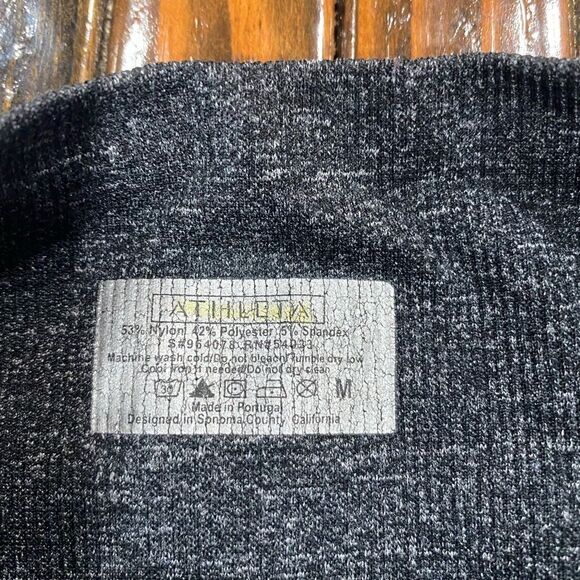 ATHLETA
53% Nylon 42% Polyester 5% Spandex
S#964078 RN#54023
Machine wash cold/Do not bleach/Tumble dry low
Cool iron if needed/Do not dry clean
M
Made in Portugal
Designed in Sonoma County, California